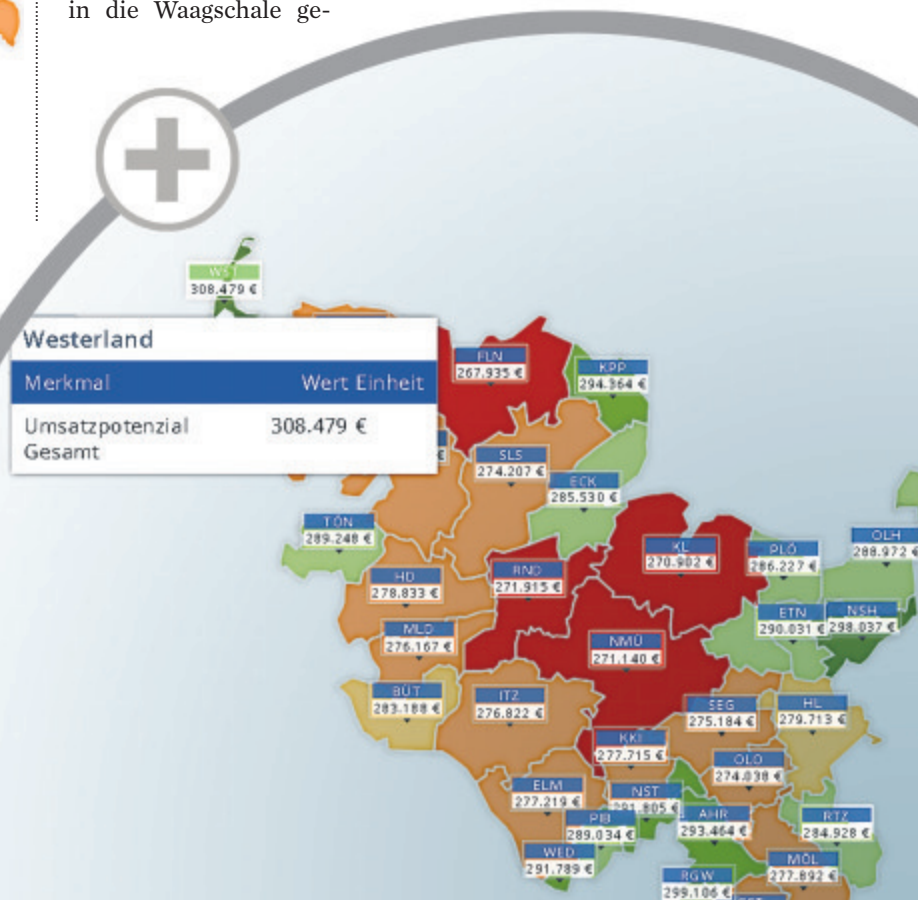 in die Waagschale ge-
WST
308.479 €
Westerland
Merkmal Wert Einheit
Umsatzpotenzial 308.479 €
Gesamt
FLN
267.935 €
KPP
294.364 €
€
SLS
274.207 €
ECK
285.530 €
TÖN
289.248 €
OLH
288.972 €
KL
270.902 €
PLÖ
286.227 €
HD
278.833 €
RND
271.915 €
ETN
290.031 €
NSH
298.037 €
MLD
276.167 €
NMÜ
271.140 €
BÜT
283.188 €
ITZ
276.822 €
SEG
275.184 €
HL
279.713 €
KKI
277.715 €
OLO
274.038 €
ELM
277.219 €
NST
291.805 €
PIB
289.034 €
AHR
293.464 €
RTZ
284.928 €
WED
291.789 €
MÖL
277.892 €
RGW
299.106 €